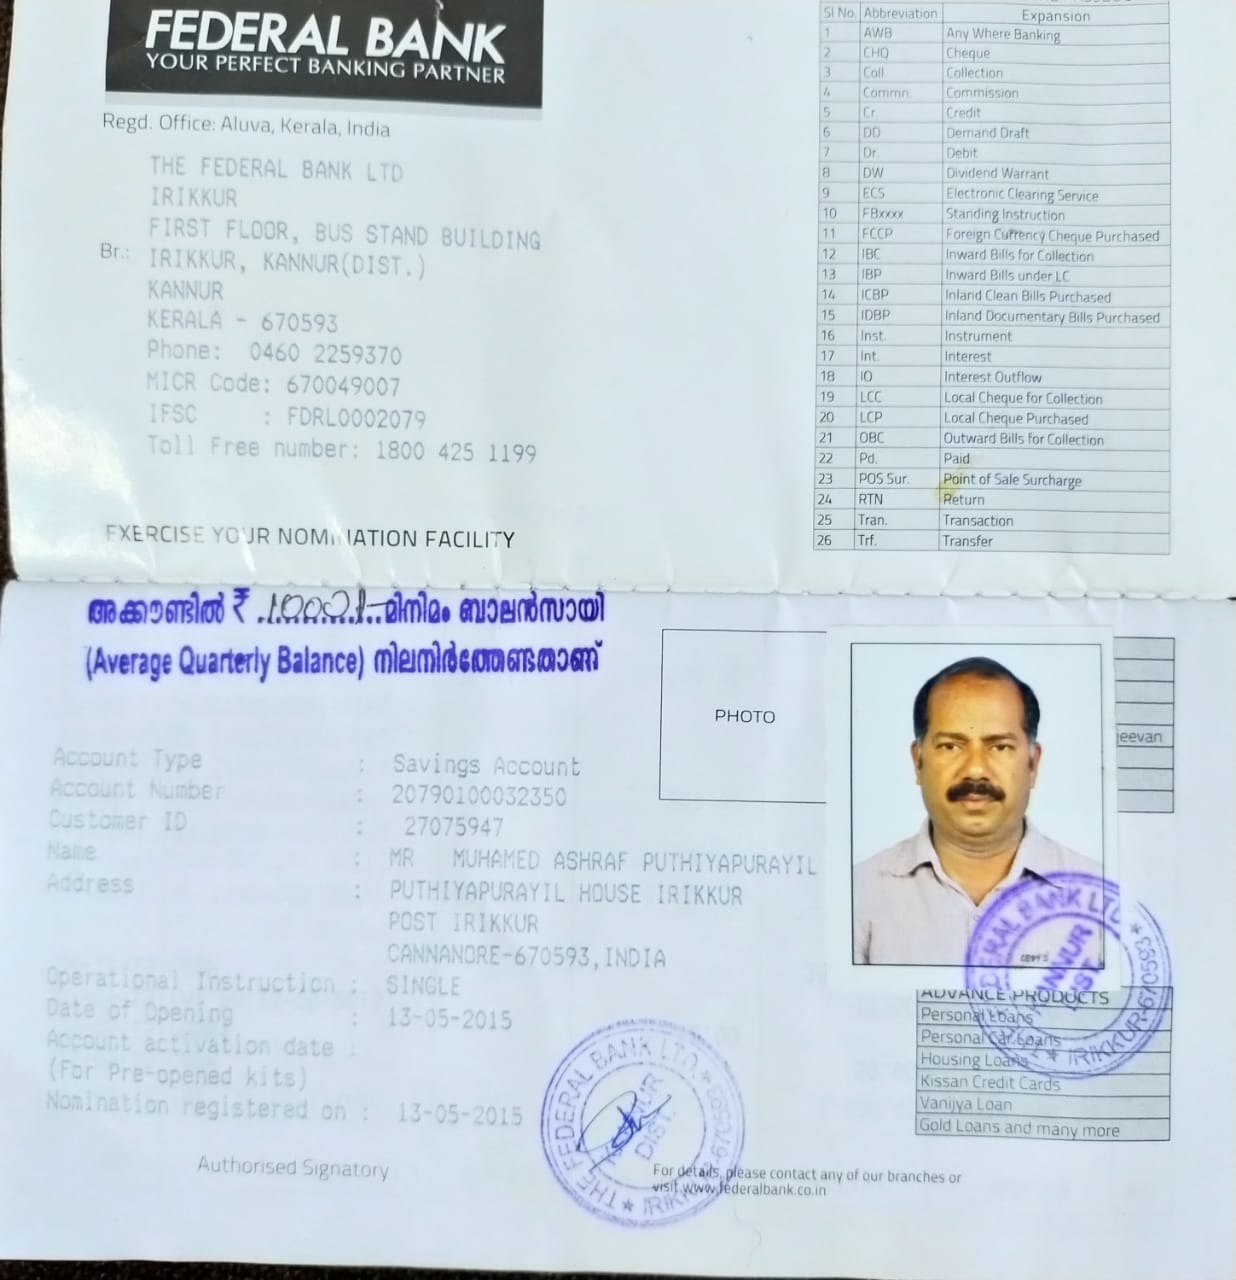 FEDERAL BANK
YOUR PERFECT BANKING PARTNER
Regd. Office: Aluva, Kerala, India
THE FEDERAL BANK LTD
IRIKKUR
FIRST FLOOR, BUS STAND BUILDING
Br.: IRIKKUR, KANNUR(DIST.)
KANNUR
KERALA - 670593
Phone: 0460 2259370
MICR Code: 670049007
IFSC : FDRL0002079
Toll Free number: 1800 425 1199
EXERCISE YOUR NOMINATION FACILITY
Sl No. Abbreviation Expansion
1 AWB Any Where Banking
2 CHQ Cheque
3 Coll. Collection
4 Commn. Commission
5 Cr. Credit
6 DD Demand Draft
7 Dr. Debit
8 DW Dividend Warrant
9 ECS Electronic Clearing Service
10 FBxxxx Standing Instruction
11 FCCP Foreign Currency Cheque Purchased
12 IBC Inward Bills for Collection
13 IBP Inward Bills under LC
14 ICBP Inland Clean Bills Purchased
15 IDBP Inland Documentary Bills Purchased
16 Inst. Instrument
17 Int. Interest
18 IO Interest Outflow
19 LCC Local Cheque for Collection
20 LCP Local Cheque Purchased
21 OBC Outward Bills for Collection
22 Pd. Paid
23 POS Sur. Point of Sale Surcharge
24 RTN Return
25 Tran. Transaction
26 Trf. Transfer
അക്കൗണ്ടിൽ ₹ 1000/- മിനിമം ബാലൻസായി
(Average Quarterly Balance) നിലനിർത്തേണ്ടതാണ്
PHOTO
eevan
Account Type : Savings Account
Account Number : 20790100032350
Customer ID : 27075947
Name : MR MUHAMED ASHRAF PUTHIYAPURAYIL
Address : PUTHIYAPURAYIL HOUSE IRIKKUR
POST IRIKKUR
CANNANORE-670593,INDIA
Operational Instruction : SINGLE
Date of Opening : 13-05-2015
Account activation date :
(For Pre-opened kits)
Nomination registered on : 13-05-2015
Authorised Signatory
THE FEDERAL BANK LTD. ★ IRIKKUR-670593 ★
KANNUR
DIST.
FEDERAL BANK LTD. ★ IRIKKUR-670593 ★
KANNUR
DIST.
ADVANCE PRODUCTS
Personal Loans
Personal Car Loans
Housing Loans
Kissan Credit Cards
Vanijya Loan
Gold Loans and many more
For details, please contact any of our branches or
visit www.federalbank.co.in